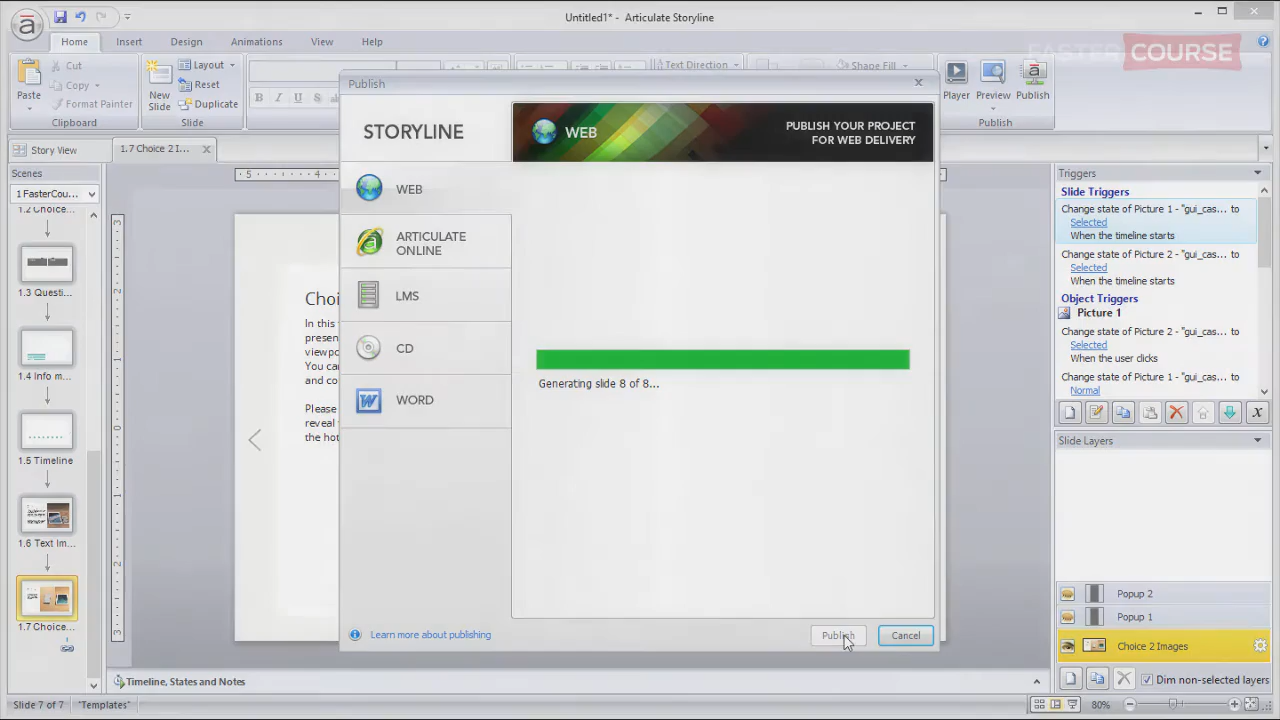 Untitled1* - Articulate Storyline
Home
Insert
Design
Animations
View
Help
FASTER COURSE
Paste
Cut
Copy
Format Painter
Clipboard
New
Slide
Layout
Reset
Duplicate
Slide
B
I
U
S
Text Direction
Shape Fill
Player
Preview
Publish
Publish
Story View
1.7 Choice 2 I...
Scenes
1 FasterCou...
1.2 Choice...
1.3 Questi...
1.4 Info m...
1.5 Timeline
1.6 Text Im...
1.7 Choice...
5
4
3
Choi
In this
presen
viewpo
You ca
and co
Please
reveal
the hot
Publish
STORYLINE
WEB
ARTICULATE
ONLINE
LMS
CD
WORD
WEB
PUBLISH YOUR PROJECT
FOR WEB DELIVERY
Generating slide 8 of 8...
Learn more about publishing
Publish
Cancel
Triggers
Slide Triggers
Change state of Picture 1 - "gui_cas... to
Selected
When the timeline starts
Change state of Picture 2 - "gui_cas... to
Selected
When the timeline starts
Object Triggers
Picture 1
Change state of Picture 2 - "gui_cas... to
Selected
When the user clicks
Change state of Picture 1 - "gui_cas... to
Normal
Slide Layers
Popup 2
Popup 1
Choice 2 Images
Dim non-selected layers
Timeline, States and Notes
Slide 7 of 7
"Templates"
80%